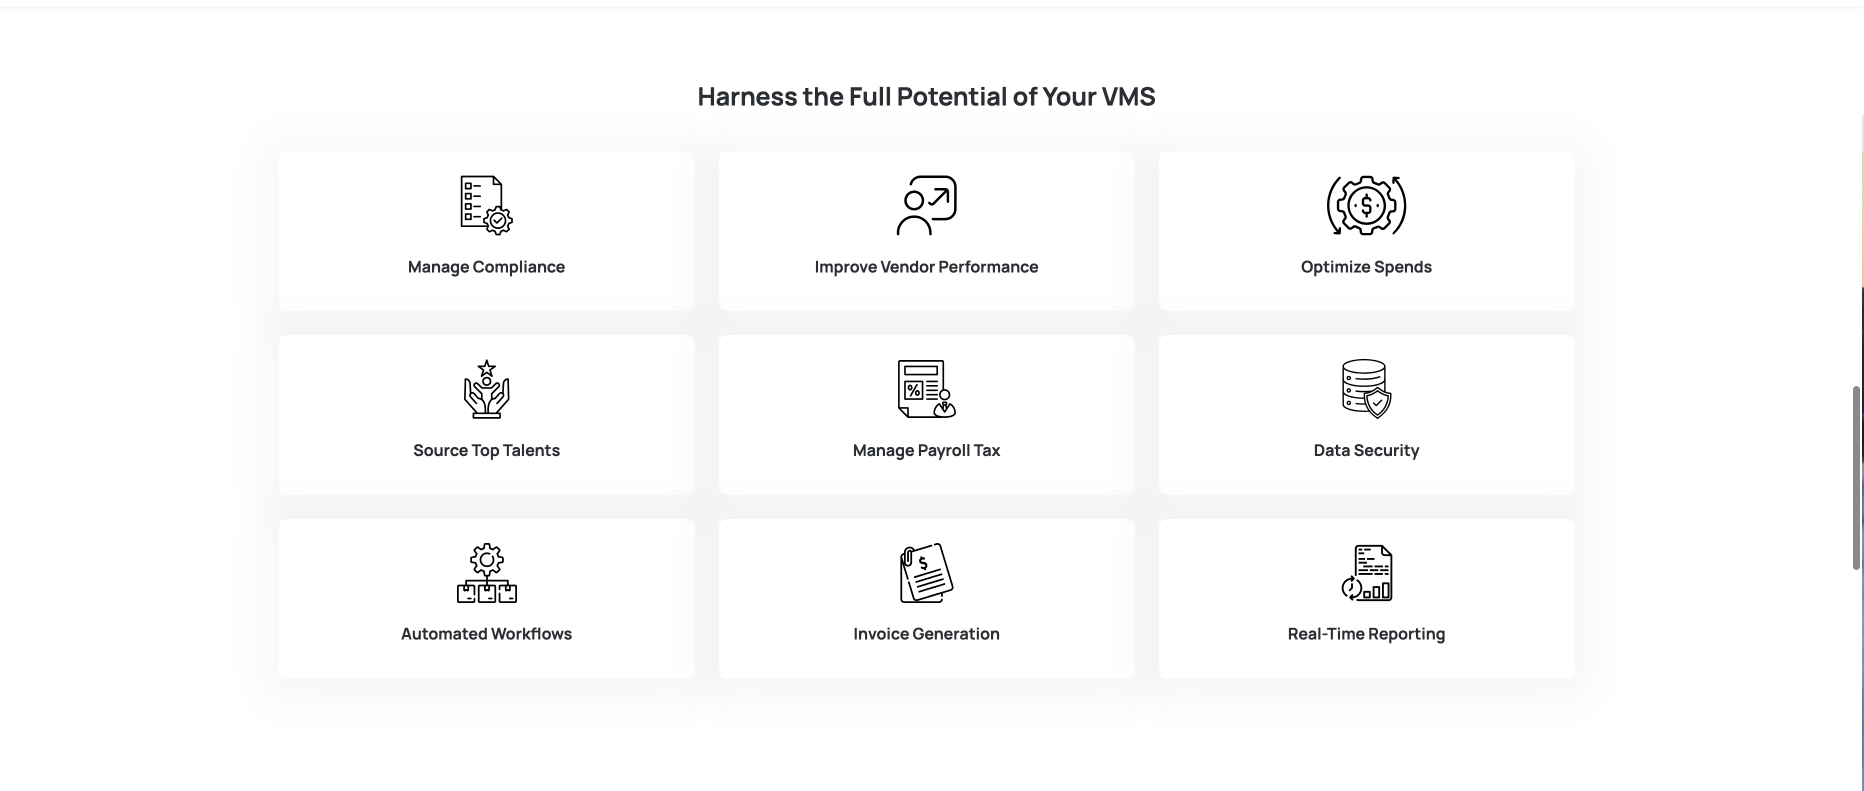 Harness the Full Potential of Your VMS
Manage Compliance
Improve Vendor Performance
Optimize Spends
Source Top Talents
Manage Payroll Tax
Data Security
Automated Workflows
Invoice Generation
Real-Time Reporting